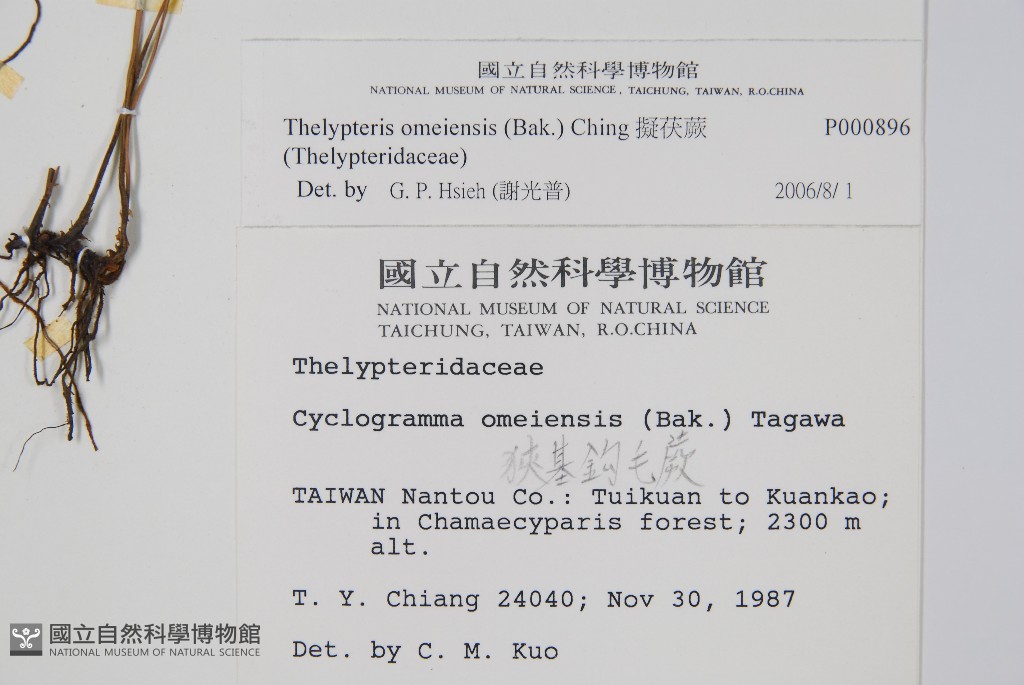 國立自然科學博物館
NATIONAL MUSEUM OF NATURAL SCIENCE, TAICHUNG, TAIWAN, R.O.CHINA
Thelypteris omeiensis (Bak.) Ching 擬茯蕨 P000896
(Thelypteridaceae)
Det. by G. P. Hsieh (謝光普) 2006/8/ 1
國立自然科學博物館
NATIONAL MUSEUM OF NATURAL SCIENCE
TAICHUNG, TAIWAN, R.O.CHINA
Thelypteridaceae
Cyclogramma omeiensis (Bak.) Tagawa
狹基鈎毛蕨
TAIWAN Nantou Co.: Tuikuan to Kuankao;
in Chamaecyparis forest; 2300 m
alt.
T. Y. Chiang 24040; Nov 30, 1987
Det. by C. M. Kuo
國立自然科學博物館
NATIONAL MUSEUM OF NATURAL SCIENCE